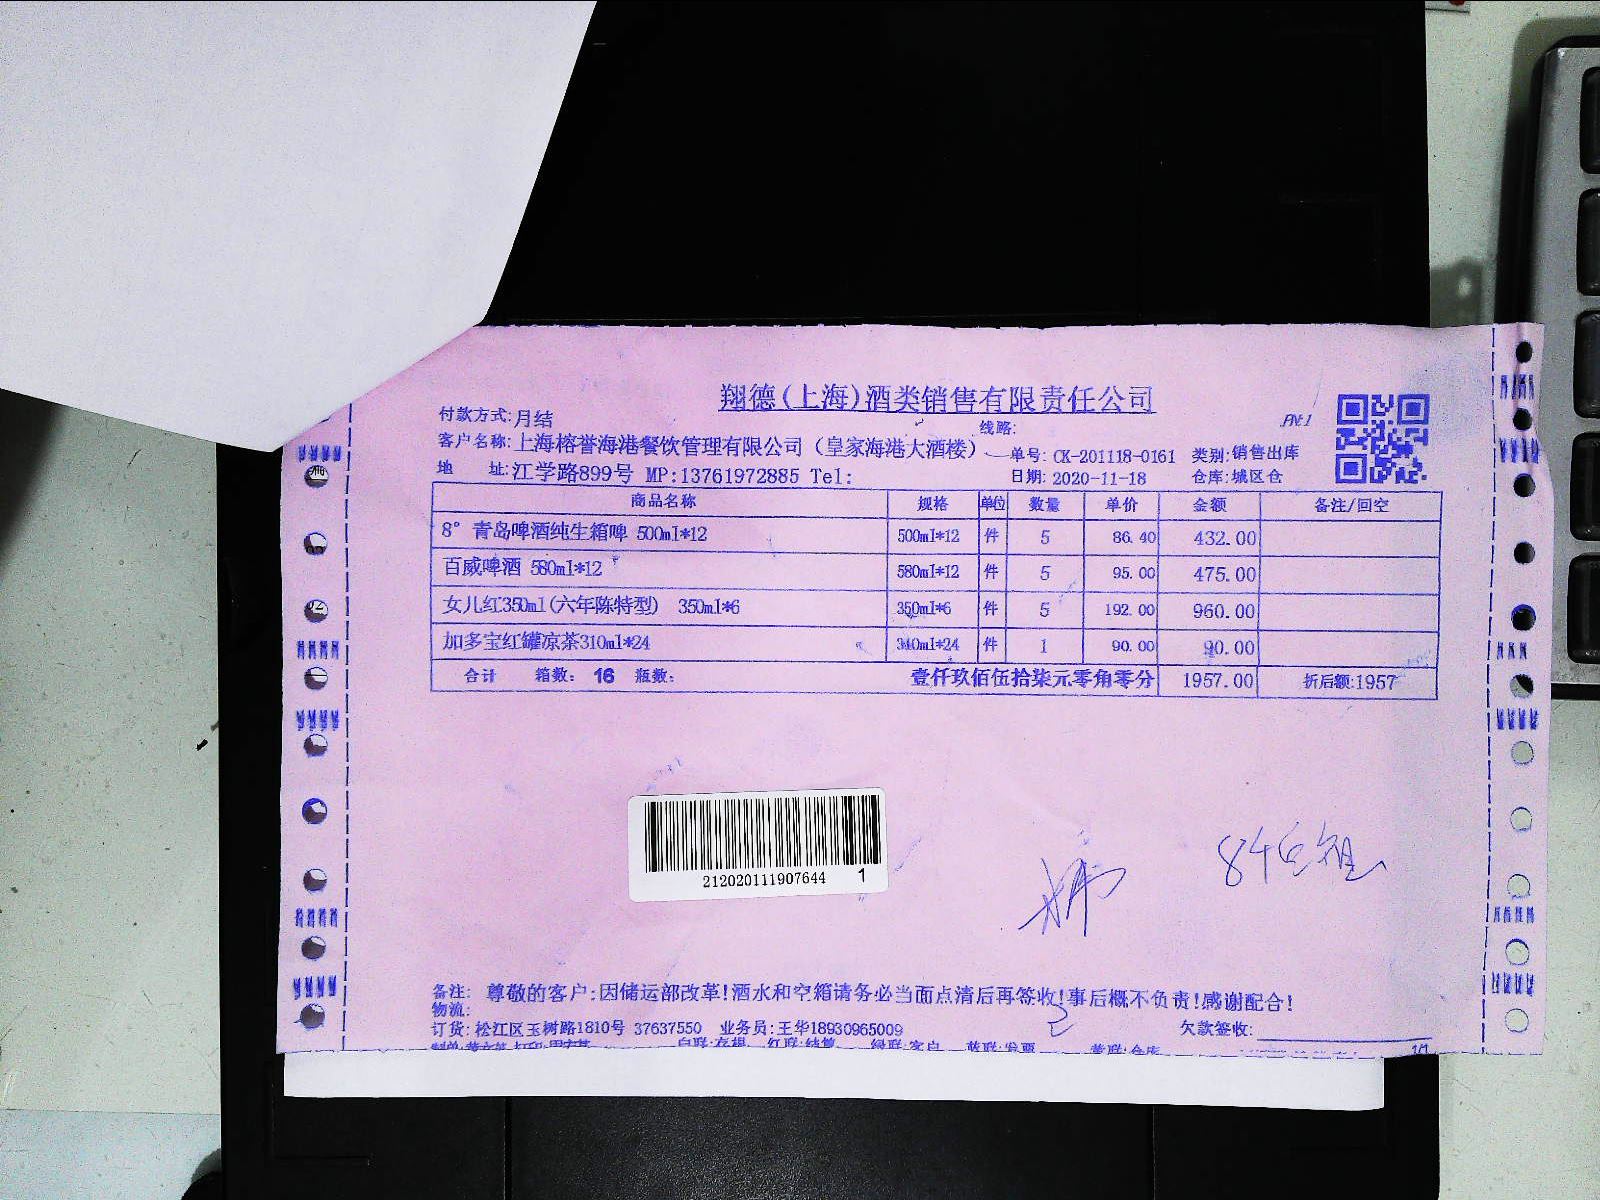 翔德(上海)酒类销售有限责任公司
付款方式:月结
线路:
客户名称:上海榕誉海港餐饮管理有限公司（皇家海港大酒楼）
单号: CK-201118-0161 类别:销售出库
地 址:江学路899号 MP:13761972885 Tel:
日期: 2020-11-18 仓库:城区仓
商品名称 规格 单位 数量 单价 金额 备注/回空
8° 青岛啤酒纯生箱啤 500ml*12 500ml*12 件 5 86.40 432.00
百威啤酒 580ml*12 580ml*12 件 5 95.00 475.00
女儿红350ml(六年陈特型) 350ml*6 350ml*6 件 5 192.00 960.00
加多宝红罐凉茶310ml*24 件 1 90.00 90.00
合计 箱数: 16 瓶数: 壹仟玖佰伍拾柒元零角零分 1957.00 折后额:1957
212020111907644 1
备注: 尊敬的客户:因储运部改革!酒水和空箱请务必当面点清后再签收!事后概不负责!感谢配合!
物流:
订货: 松江区玉树路1810号 37637550 业务员:王华18930965009 欠款签收: